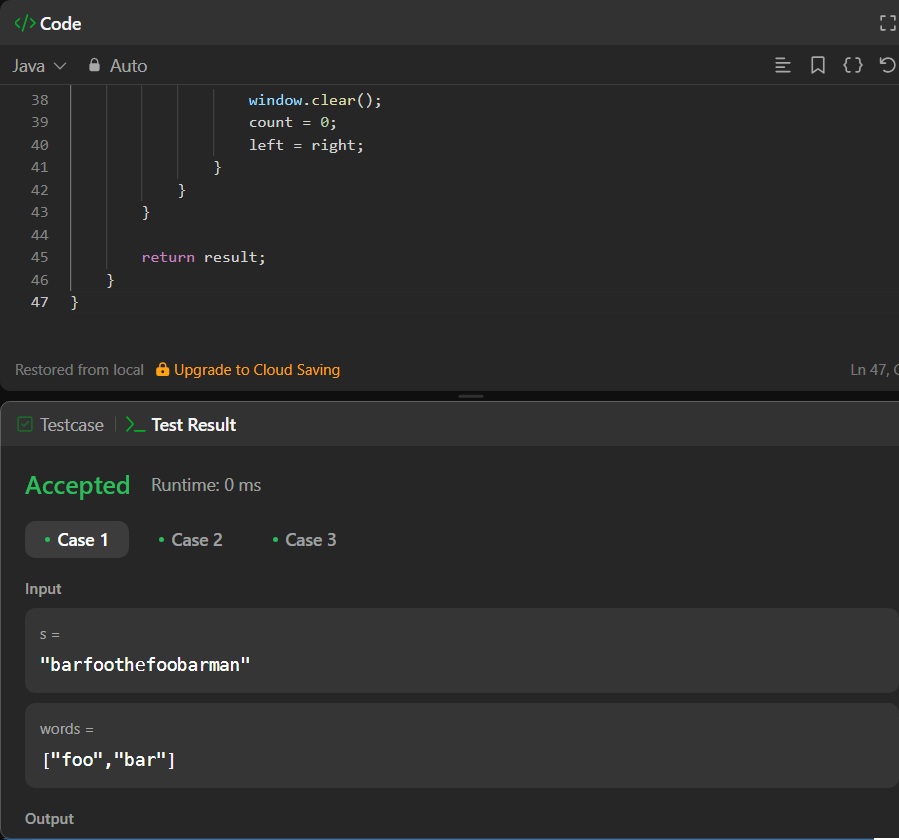 </> Code
Java Auto
38 window.clear();
39 count = 0;
40 left = right;
41 }
42 }
43 }
44
45 return result;
46 }
47 }
Restored from local Upgrade to Cloud Saving Ln 47,
Testcase | >_ Test Result
Accepted Runtime: 0 ms
• Case 1 • Case 2 • Case 3
Input
s =
"barfoothefoobarman"
words =
["foo","bar"]
Output